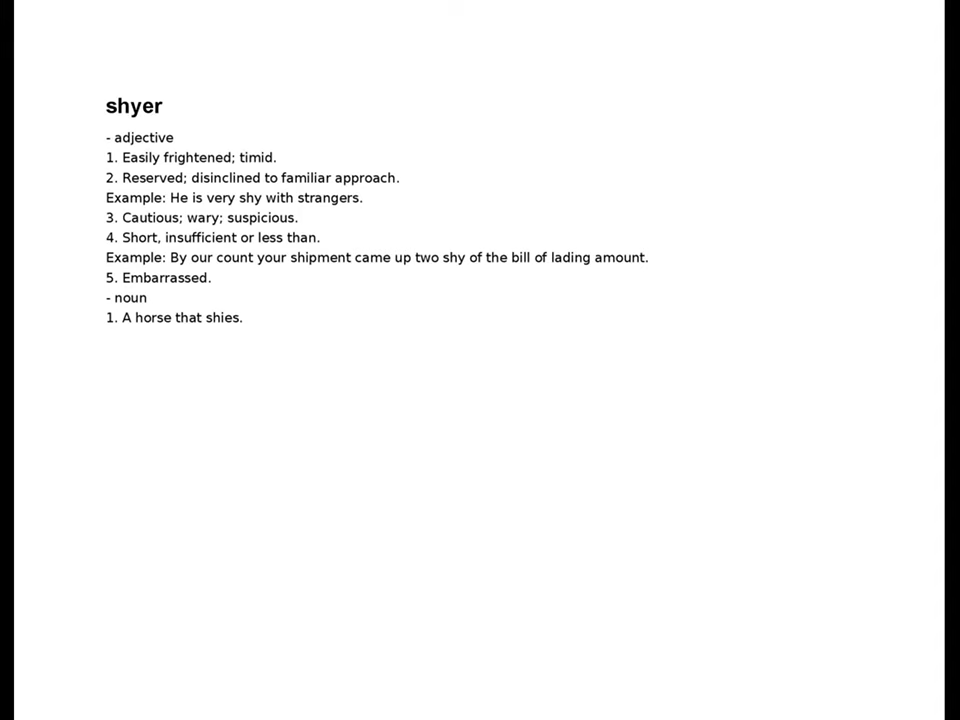 shyer
- adjective
1. Easily frightened; timid.
2. Reserved; disinclined to familiar approach.
Example: He is very shy with strangers.
3. Cautious; wary; suspicious.
4. Short, insufficient or less than.
Example: By our count your shipment came up two shy of the bill of lading amount.
5. Embarrassed.
- noun
1. A horse that shies.